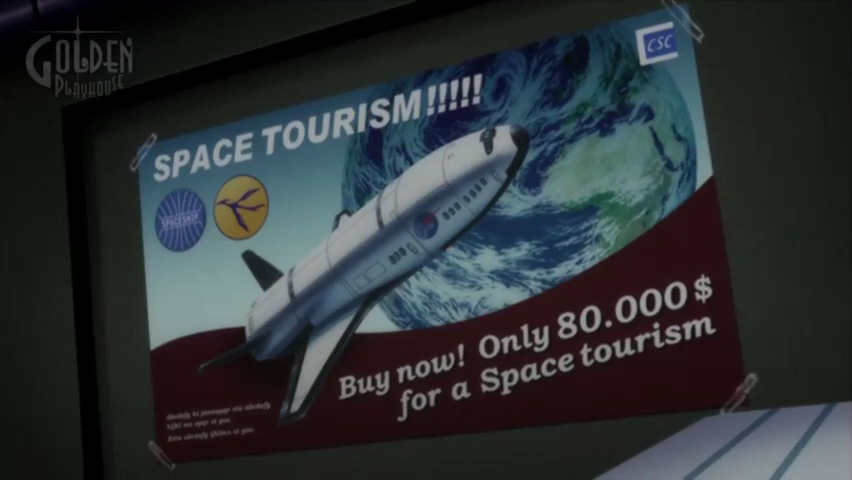 GOLDEN
PLAYHOUSE
CSC
SPACE TOURISM!!!!!
SPACESHIP
Buy now! Only 80.000$
for a Space tourism